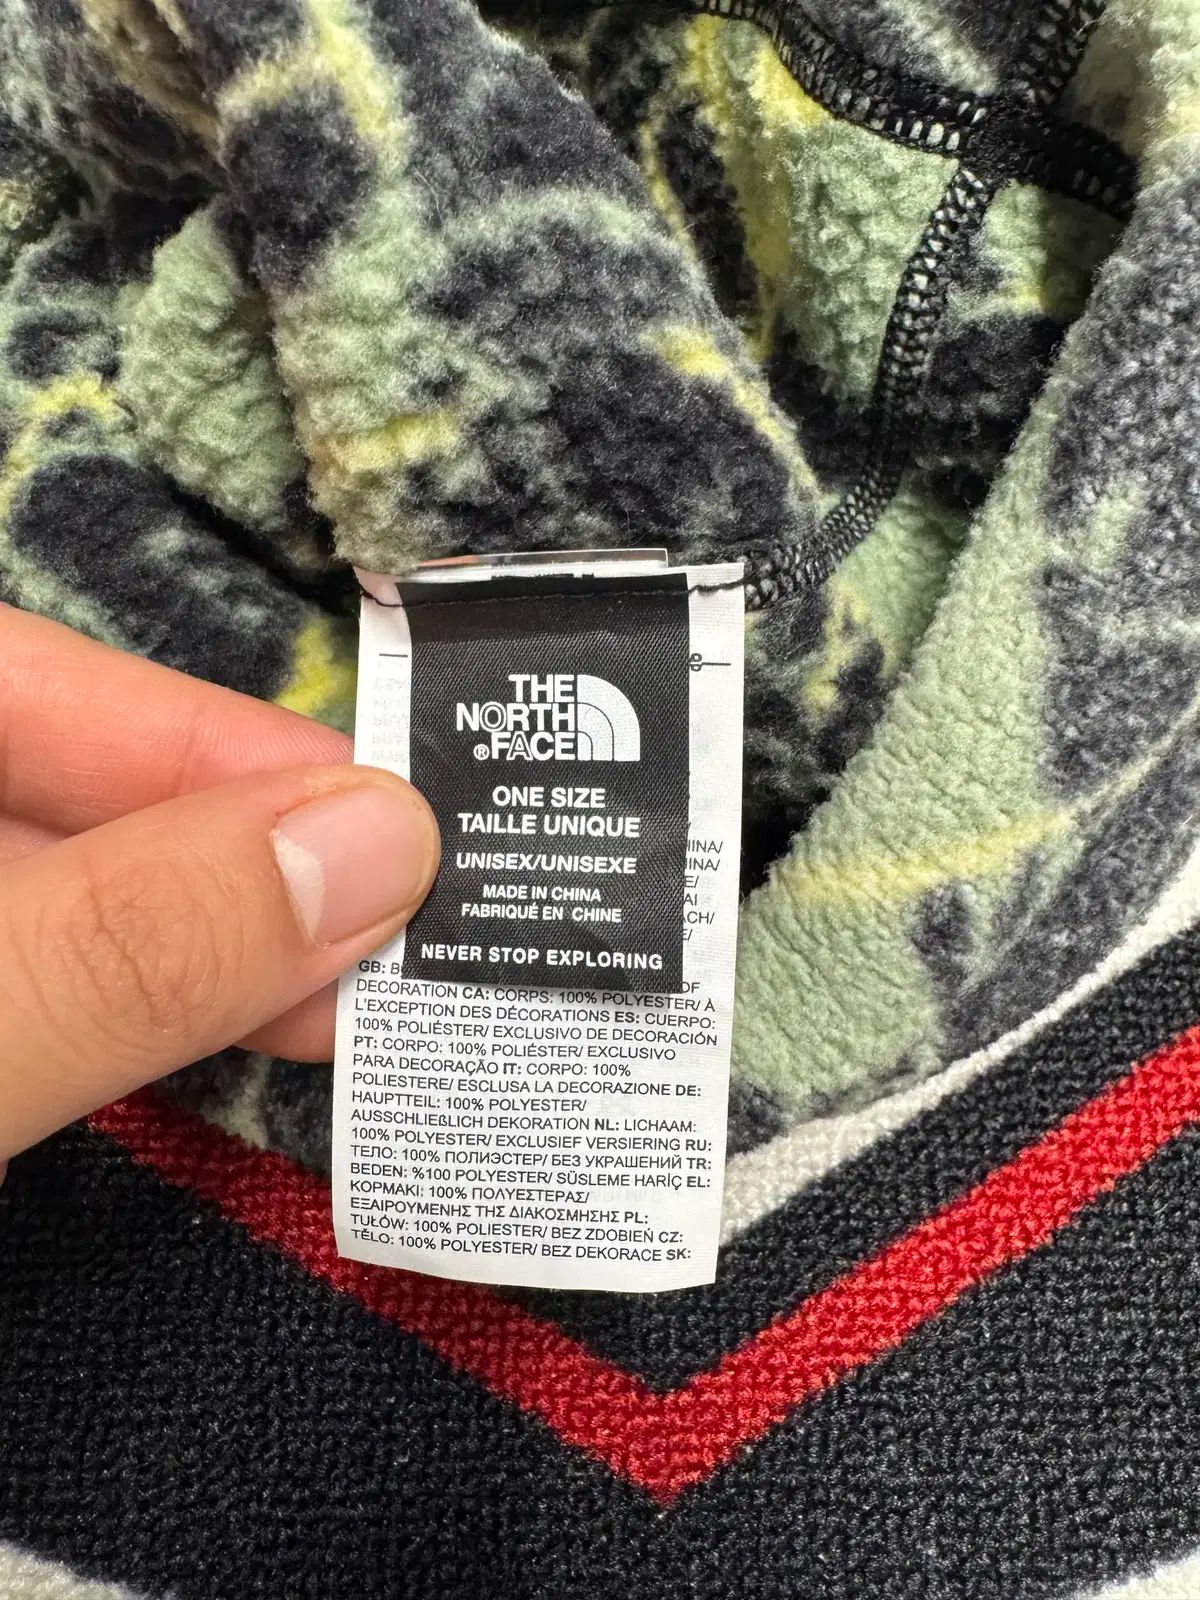 THE
NORTH
® FACE
ONE SIZE
TAILLE UNIQUE
UNISEX/UNISEXE
MADE IN CHINA
FABRIQUÉ EN CHINE
NEVER STOP EXPLORING
GB: OF
DECORATION CA: CORPS: 100% POLYESTER/ À
L'EXCEPTION DES DÉCORATIONS ES: CUERPO:
100% POLIÉSTER/ EXCLUSIVO DE DECORACIÓN
PT: CORPO: 100% POLIÉSTER/ EXCLUSIVO
PARA DECORAÇÃO IT: CORPO: 100%
POLIESTERE/ ESCLUSA LA DECORAZIONE DE:
HAUPTTEIL: 100% POLYESTER/
AUSSCHLIEßLICH DEKORATION NL: LICHAAM:
100% POLYESTER/ EXCLUSIEF VERSIERING RU:
ТЕЛО: 100% ПОЛИЭСТЕР/ БЕЗ УКРАШЕНИЙ TR:
BEDEN: %100 POLYESTER/ SÜSLEME HARİÇ EL:
ΚΟΡΜΑΚΙ: 100% ΠΟΛΥΕΣΤΕΡΑΣ/
ΕΞΑΙΡΟΥΜΕΝΗΣ ΤΗΣ ΔΙΑΚΟΣΜΗΣΗΣ PL:
TUŁÓW: 100% POLIESTER/ BEZ ZDOBIEŃ CZ:
TĚLO: 100% POLYESTER/ BEZ DEKORACE SK: